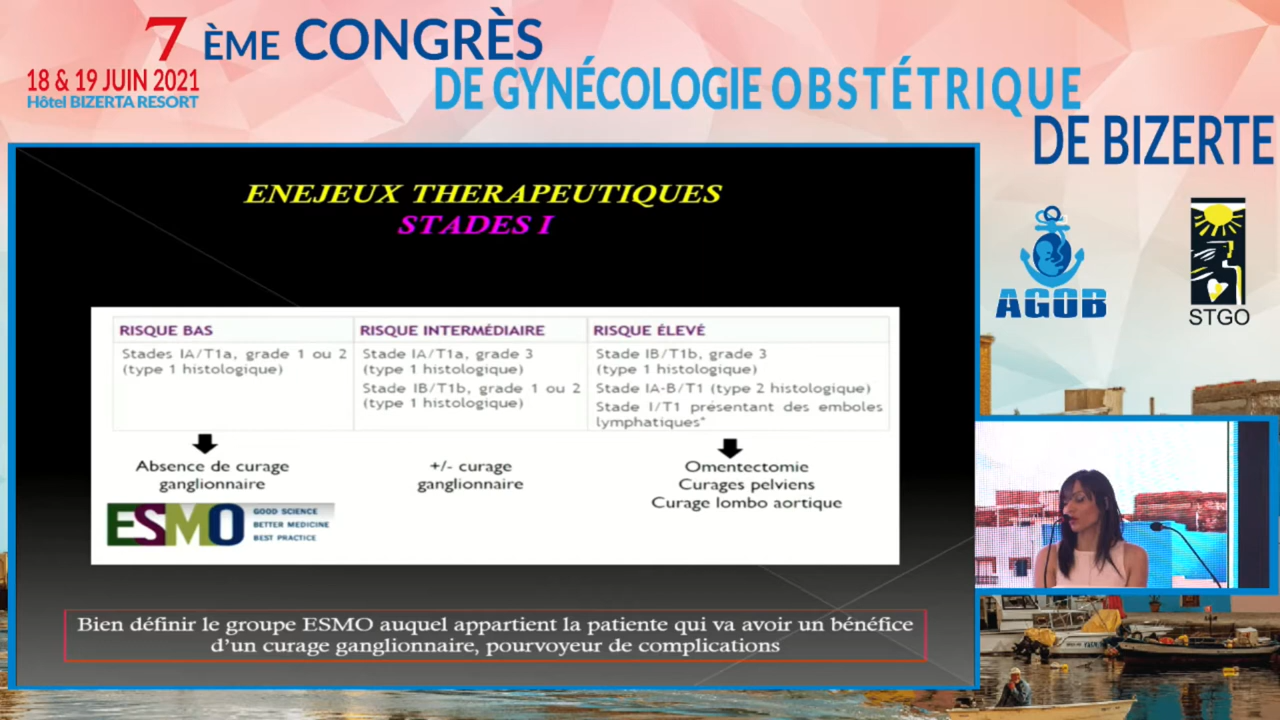 7 ÈME CONGRÈS
18 & 19 JUIN 2021
Hôtel BIZERTA RESORT
DE GYNÉCOLOGIE OBSTÉTRIQUE
DE BIZERTE
AGOB
STGO
ENEJEUX THERAPEUTIQUES
STADES I
RISQUE BAS
Stades IA/T1a, grade 1 ou 2
(type 1 histologique)
RISQUE INTERMÉDIAIRE
Stade IA/T1a, grade 3
(type 1 histologique)
Stade IB/T1b, grade 1 ou 2
(type 1 histologique)
RISQUE ÉLEVÉ
Stade IB/T1b, grade 3
(type 1 histologique)
Stade IA-B/T1 (type 2 histologique)
Stade I/T1 présentant des emboles
lymphatiques*
Absence de curage
ganglionnaire
+/- curage
ganglionnaire
Omentectomie
Curages pelviens
Curage lombo aortique
ESMO
GOOD SCIENCE
BETTER MEDICINE
BEST PRACTICE
Bien définir le groupe ESMO auquel appartient la patiente qui va avoir un bénéfice
d'un curage ganglionnaire, pourvoyeur de complications